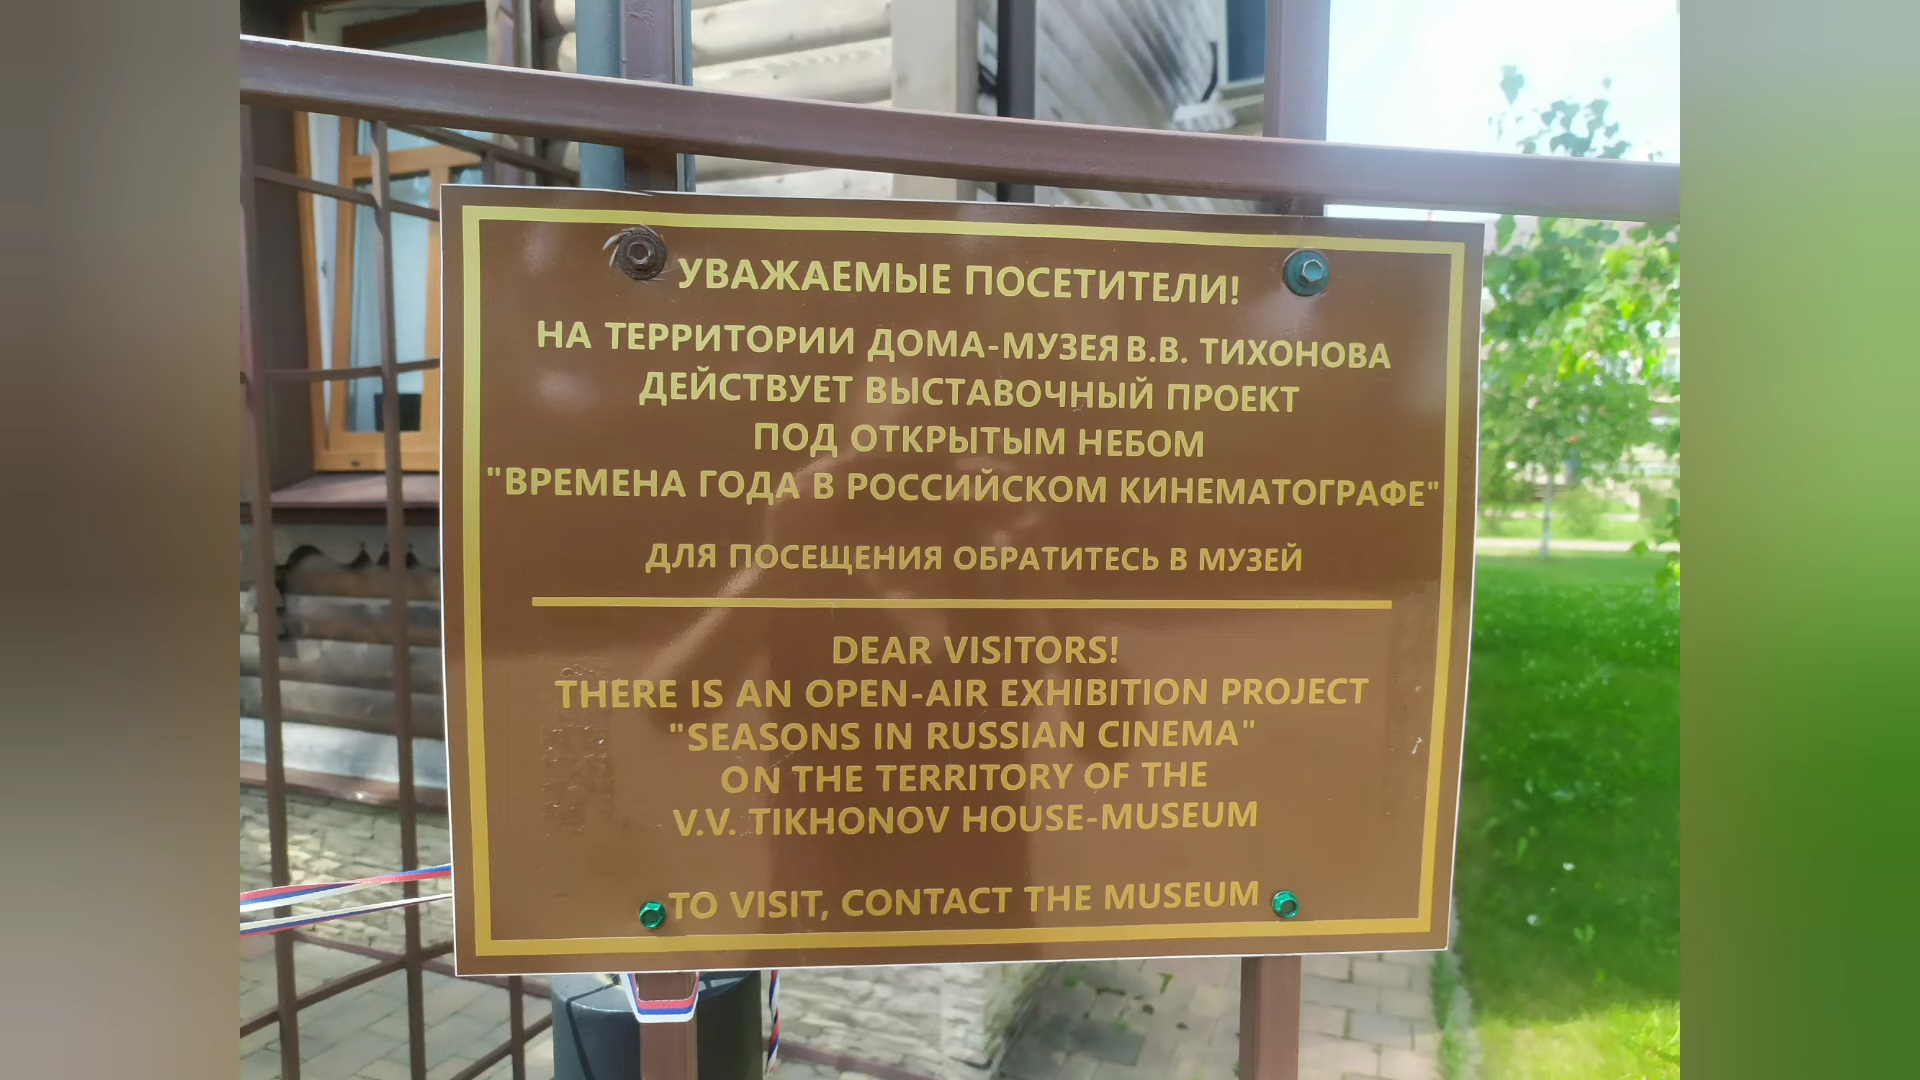 УВАЖАЕМЫЕ ПОСЕТИТЕЛИ!
НА ТЕРРИТОРИИ ДОМА-МУЗЕЯ В.В. ТИХОНОВА
ДЕЙСТВУЕТ ВЫСТАВОЧНЫЙ ПРОЕКТ
ПОД ОТКРЫТЫМ НЕБОМ
"ВРЕМЕНА ГОДА В РОССИЙСКОМ КИНЕМАТОГРАФЕ"
ДЛЯ ПОСЕЩЕНИЯ ОБРАТИТЕСЬ В МУЗЕЙ
DEAR VISITORS!
THERE IS AN OPEN-AIR EXHIBITION PROJECT
"SEASONS IN RUSSIAN CINEMA"
ON THE TERRITORY OF THE
V.V. TIKHONOV HOUSE-MUSEUM
TO VISIT, CONTACT THE MUSEUM